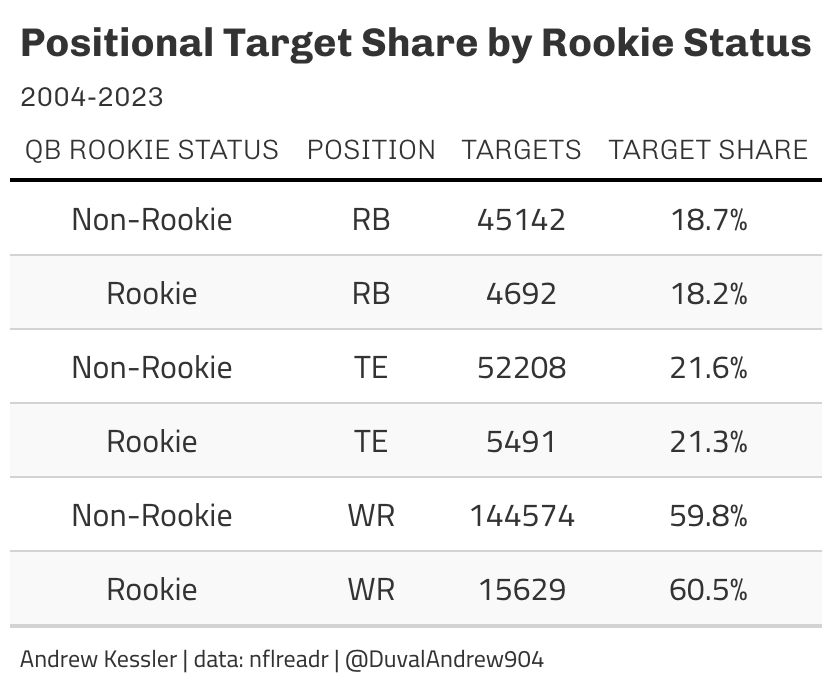 Positional Target Share by Rookie Status
2004-2023
QB ROOKIE STATUS POSITION TARGETS TARGET SHARE
Non-Rookie RB 45142 18.7%
Rookie RB 4692 18.2%
Non-Rookie TE 52208 21.6%
Rookie TE 5491 21.3%
Non-Rookie WR 144574 59.8%
Rookie WR 15629 60.5%
Andrew Kessler | data: nflreadr | @DuvalAndrew904